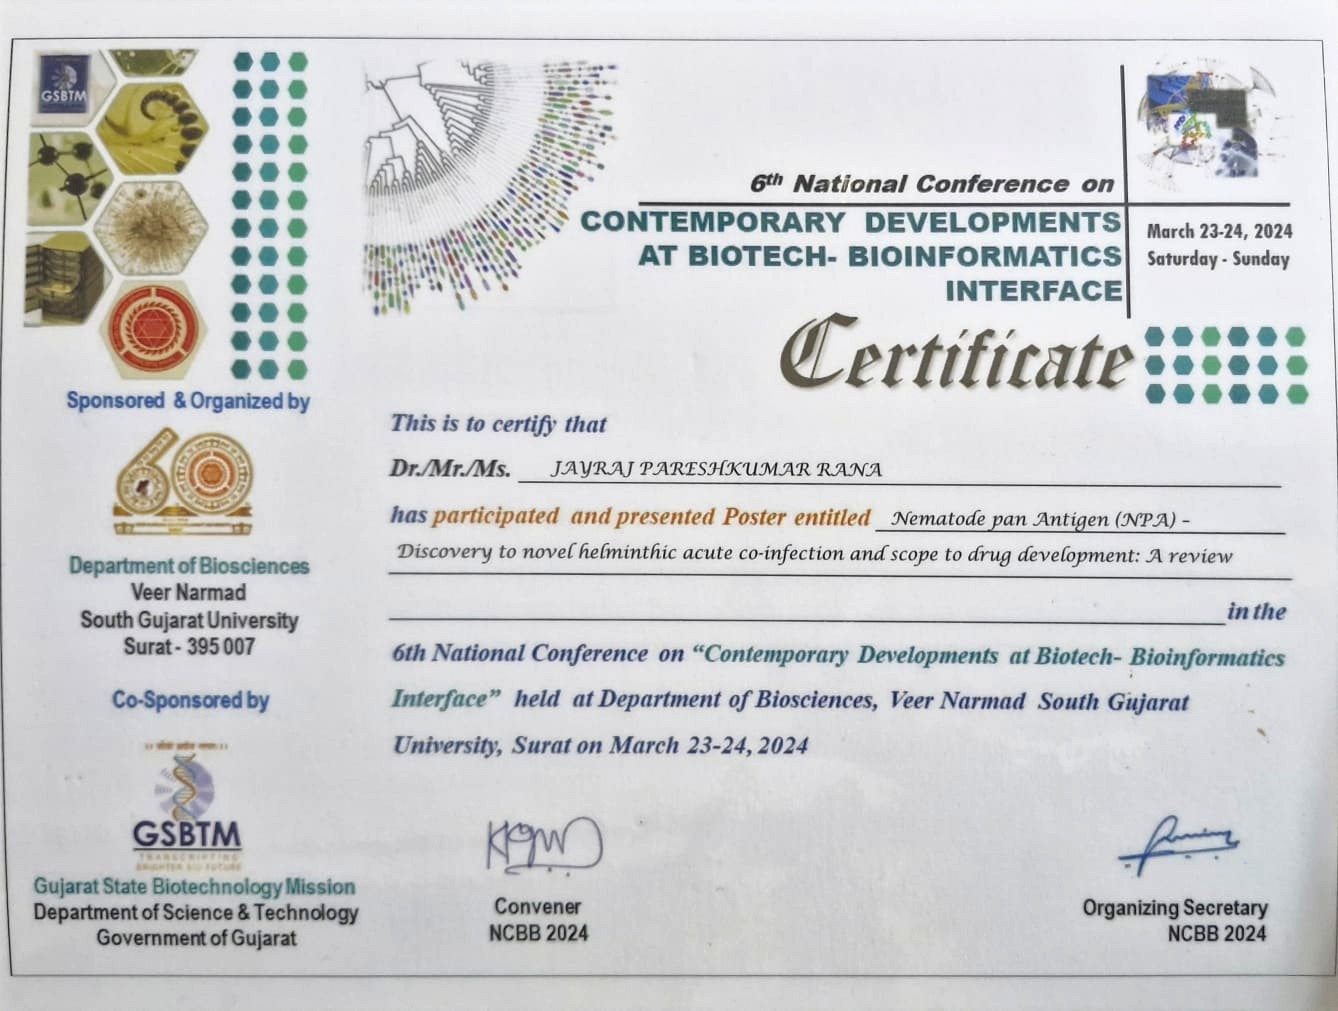 GSBTM
6th National Conference on
CONTEMPORARY DEVELOPMENTS
AT BIOTECH- BIOINFORMATICS
INTERFACE
March 23-24, 2024
Saturday - Sunday
Certificate
Sponsored & Organized by
60
Department of Biosciences
Veer Narmad
South Gujarat University
Surat - 395 007
Co-Sponsored by
GSBTM
TRANSCRIPTING
BRIGHTER BIO FUTURE
Gujarat State Biotechnology Mission
Department of Science & Technology
Government of Gujarat
This is to certify that
Dr./Mr./Ms. JAYRAJ PARESHKUMAR RANA
has participated and presented Poster entitled Nematode pan Antigen (NPA) –
Discovery to novel helminthic acute co-infection and scope to drug development: A review
in the
6th National Conference on “Contemporary Developments at Biotech- Bioinformatics
Interface” held at Department of Biosciences, Veer Narmad South Gujarat
University, Surat on March 23-24, 2024
Convener
NCBB 2024
Organizing Secretary
NCBB 2024